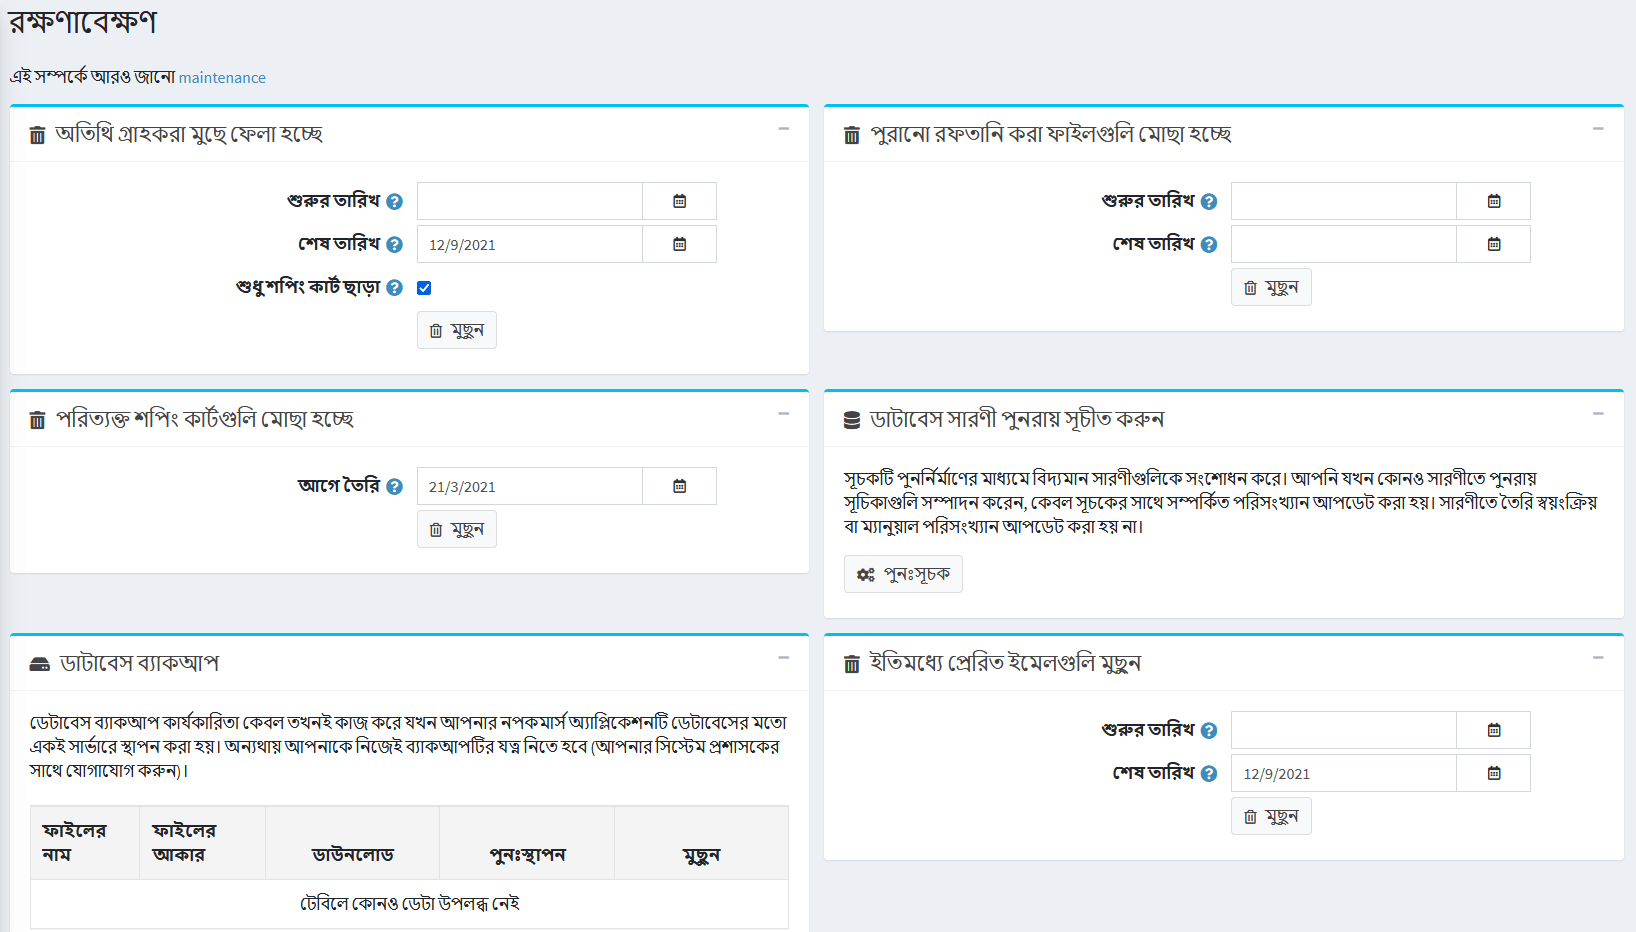 রক্ষণাবেক্ষণ
এই সম্পর্কে আরও জানো maintenance
অতিথি গ্রাহকরা মুছে ফেলা হচ্ছে
শুরুর তারিখ
শেষ তারিখ 12/9/2021
শুধু শপিং কার্ট ছাড়া
মুছুন
পুরানো রফতানি করা ফাইলগুলি মোছা হচ্ছে
শুরুর তারিখ
শেষ তারিখ
মুছুন
পরিত্যক্ত শপিং কার্টগুলি মোছা হচ্ছে
আগে তৈরি 21/3/2021
মুছুন
ডাটাবেস সারণী পুনরায় সূচীত করুন
সূচকটি পুনর্নির্মাণের মাধ্যমে বিদ্যমান সারণীগুলিকে সংশোধন করে। আপনি যখন কোনও সারণীতে পুনরায়
সূচিকাগুলি সম্পাদন করেন, কেবল সূচকের সাথে সম্পর্কিত পরিসংখ্যান আপডেট করা হয়। সারণীতে তৈরি স্বয়ংক্রিয়
বা ম্যানুয়াল পরিসংখ্যান আপডেট করা হয় না।
পুনঃসূচক
ডাটাবেস ব্যাকআপ
ডেটাবেস ব্যাকআপ কার্যকারিতা কেবল তখনই কাজ করে যখন আপনার নপকমার্স অ্যাপ্লিকেশনটি ডেটাবেসের মতো
একই সার্ভারে স্থাপন করা হয়। অন্যথায় আপনাকে নিজেই ব্যাকআপটির যত্ন নিতে হবে (আপনার সিস্টেম প্রশাসকের
সাথে যোগাযোগ করুন)।
ফাইলের নাম
ফাইলের আকার
ডাউনলোড
পুনঃস্থাপন
মুছুন
টেবিলে কোনও ডেটা উপলব্ধ নেই
ইতিমধ্যে প্রেরিত ইমেলগুলি মুছুন
শুরুর তারিখ
শেষ তারিখ 12/9/2021
মুছুন